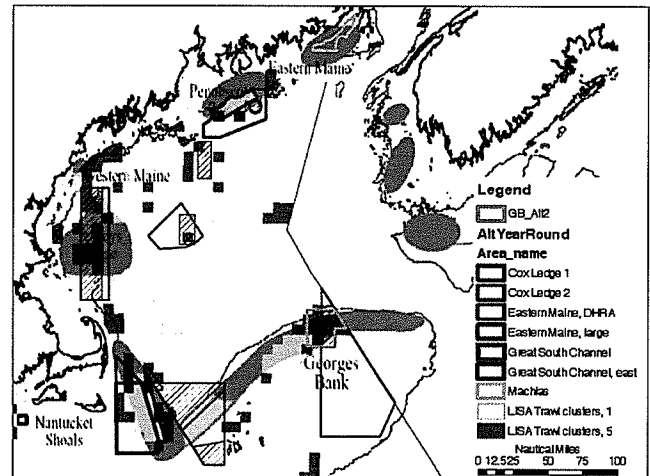 Eastern Maine
Western Maine
Georges
Bank
Nantucket
Shoals
Legend
GB_Alt2
AltYearRound
Area_name
Cox Ledge 1
Cox Ledge 2
Eastern Maine, DHRA
Eastern Maine, large
Great South Channel
Great South Channel, east
Machias
LISA Trawl clusters, 1
LISA Trawl clusters, 5
Nautical Miles
0 12.525 50 75 100